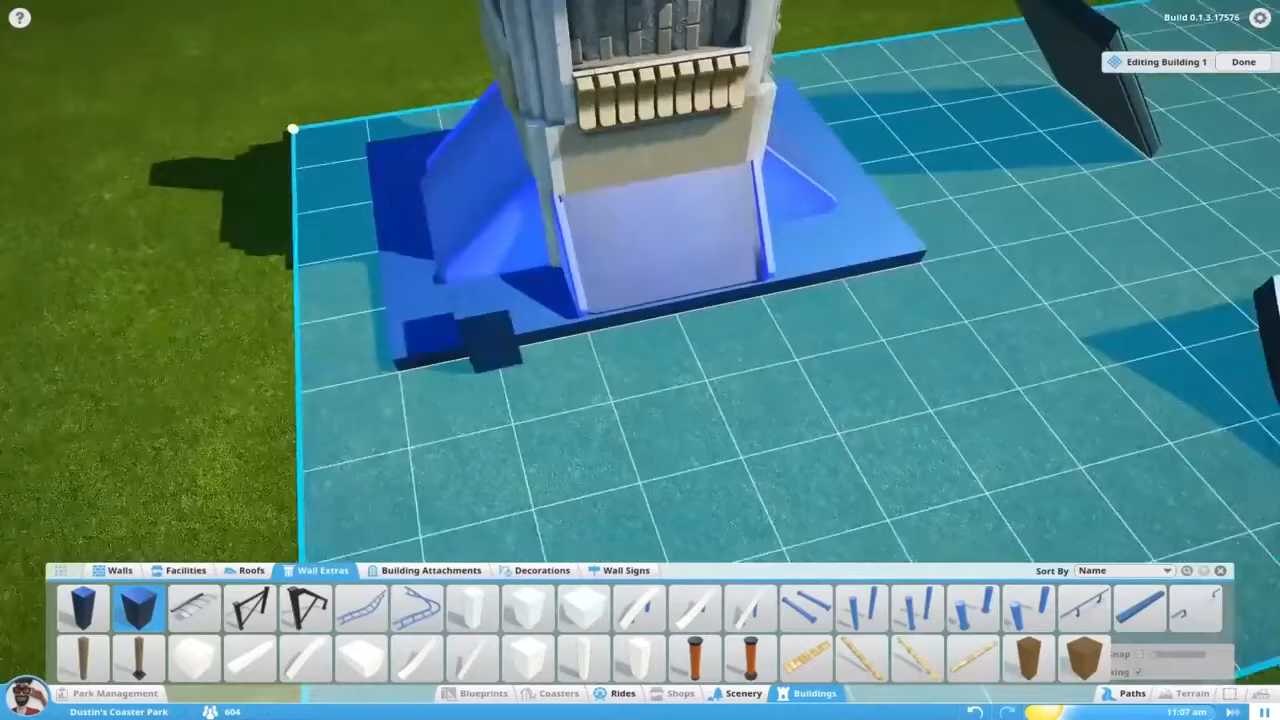 ?
Build 0.1.3.17576
Editing Building 1 Done
Walls Facilities Roofs Wall Extras Building Attachments Decorations Wall Signs Sort By Name
Park Management Blueprints Coasters Rides Shops Scenery Buildings Paths Terrain
Dustin's Coaster Park 604 11:07 am